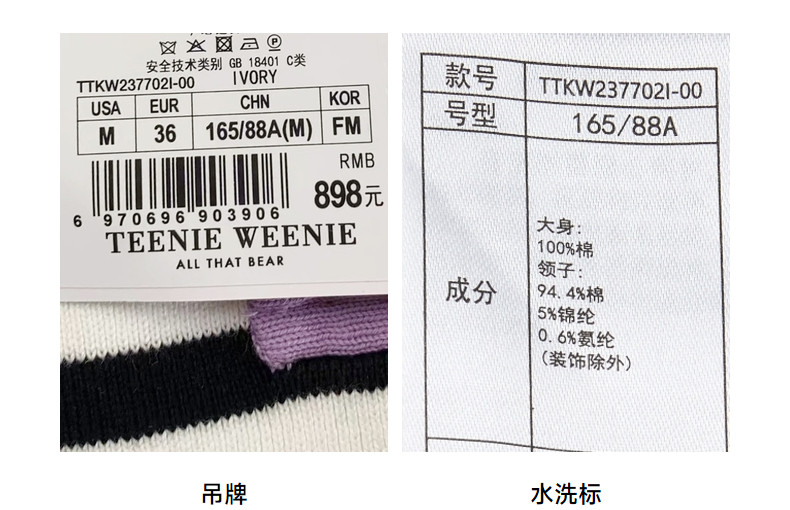 安全技术类别 GB 18401 C类
TTKW237702I-00 IVORY
USA EUR CHN KOR
M 36 165/88A(M) FM
RMB
898元
6 970696 903906
TEENIE WEENIE
ALL THAT BEAR
吊牌
款号 TTKW237702I-00
号型 165/88A
成分
大身:
100%棉
领子:
94.4%棉
5%锦纶
0.6%氨纶
(装饰除外)
水洗标